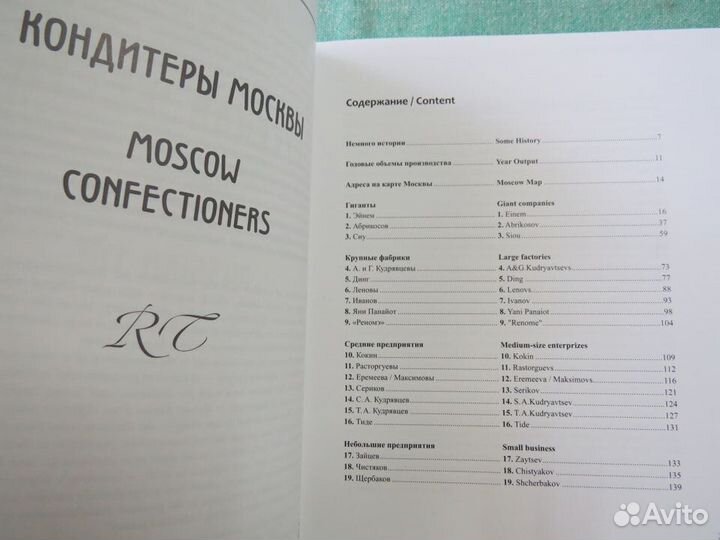 КОНДИТЕРЫ МОСКВЫ
MOSCOW
CONFECTIONERS
RT
Содержание / Content
Немного истории Some History 7
Годовые объемы производства Year Output 11
Адреса на карте Москвы Moscow Map 14
Гиганты Giant companies
1. Эйнем 1. Einem 16
2. Абрикосов 2. Abrikosov 37
3. Сиу 3. Siou 59
Крупные фабрики Large factories
4. А. и Г. Кудрявцевы 4. A&G.Kudryavtsevs 73
5. Динг 5. Ding 77
6. Леновы 6. Lenovs 88
7. Иванов 7. Ivanov 93
8. Яни Панайот 8. Yani Panaiot 98
9. «Реномэ» 9. "Renome" 104
Средние предприятия Medium-size enterprizes
10. Кокин 10. Kokin 109
11. Расторгуевы 11. Rastorguevs 112
12. Еремеева / Максимовы 12. Eremeeva / Maksimovs 116
13. Сериков 13. Serikov 121
14. С. А. Кудрявцев 14. S.A.Kudryavtsev 124
15. Т. А. Кудрявцев 15. T.A.Kudryavtsev 127
16. Тиде 16. Tide 131
Небольшие предприятия Small business
17. Зайцев 17. Zaytsev 133
18. Чистяков 18. Chistyakov 135
19. Щербаков 19. Shcherbakov 139
Avito